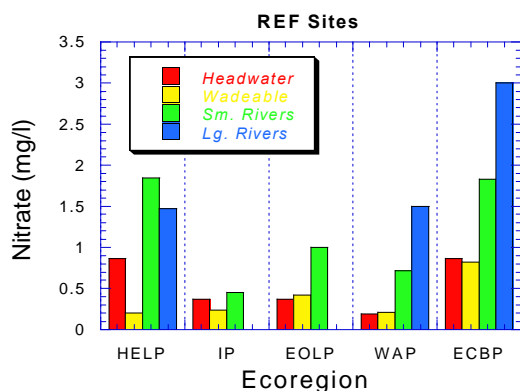 REF Sites
Nitrate (mg/l)
3.5
3
2.5
2
1.5
1
0.5
0
Headwater
Wadeable
Sm. Rivers
Lg. Rivers
HELP IP EOLP WAP ECBP
Ecoregion